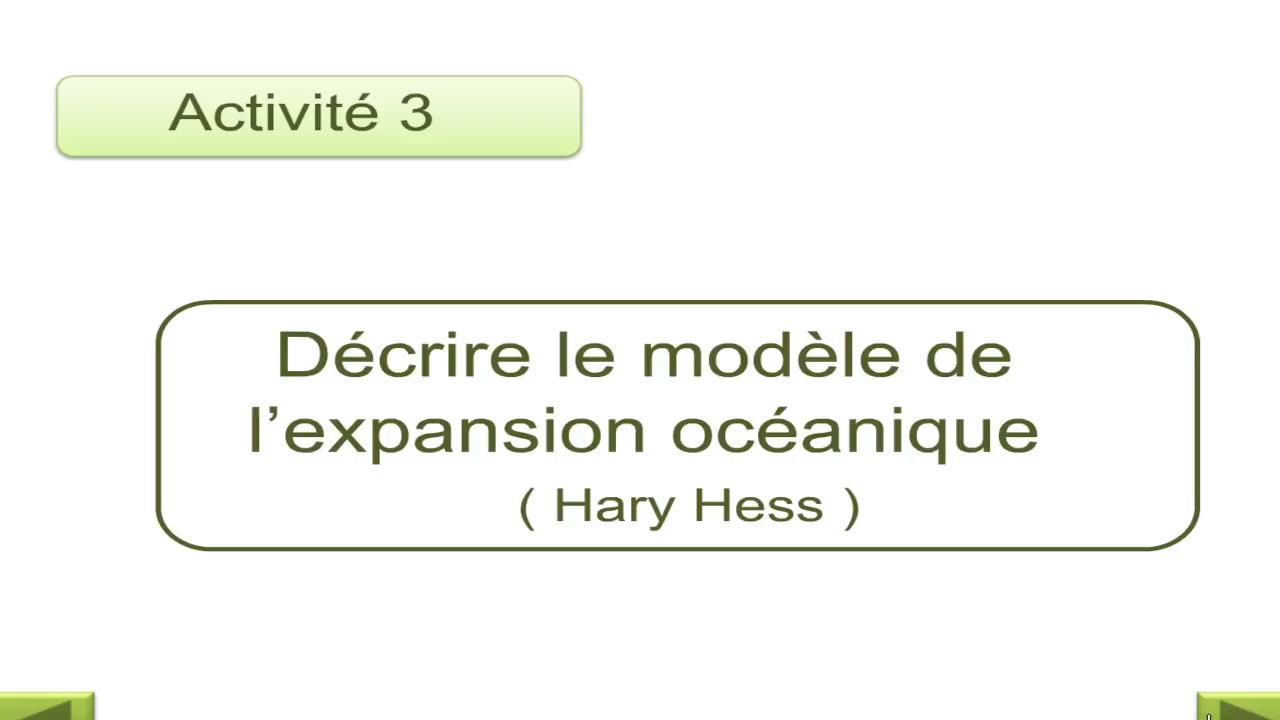 Activité 3
Décrire le modèle de
l’expansion océanique
( Hary Hess )